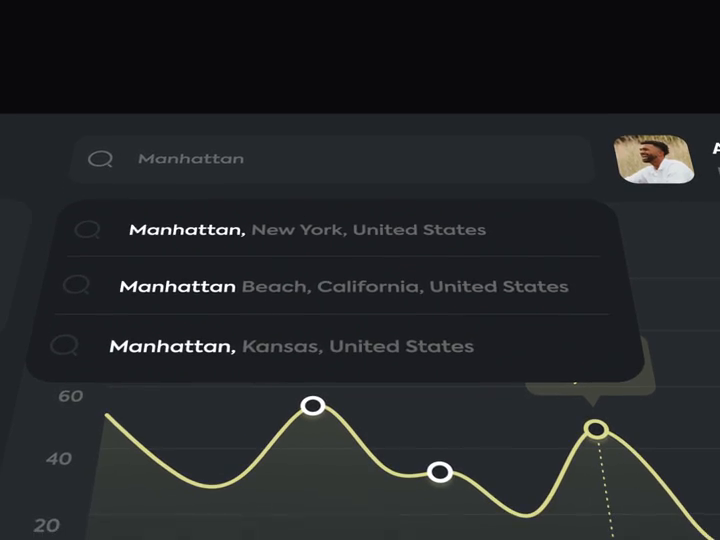 Manhattan
Manhattan, New York, United States
Manhattan Beach, California, United States
Manhattan, Kansas, United States
60
40
20